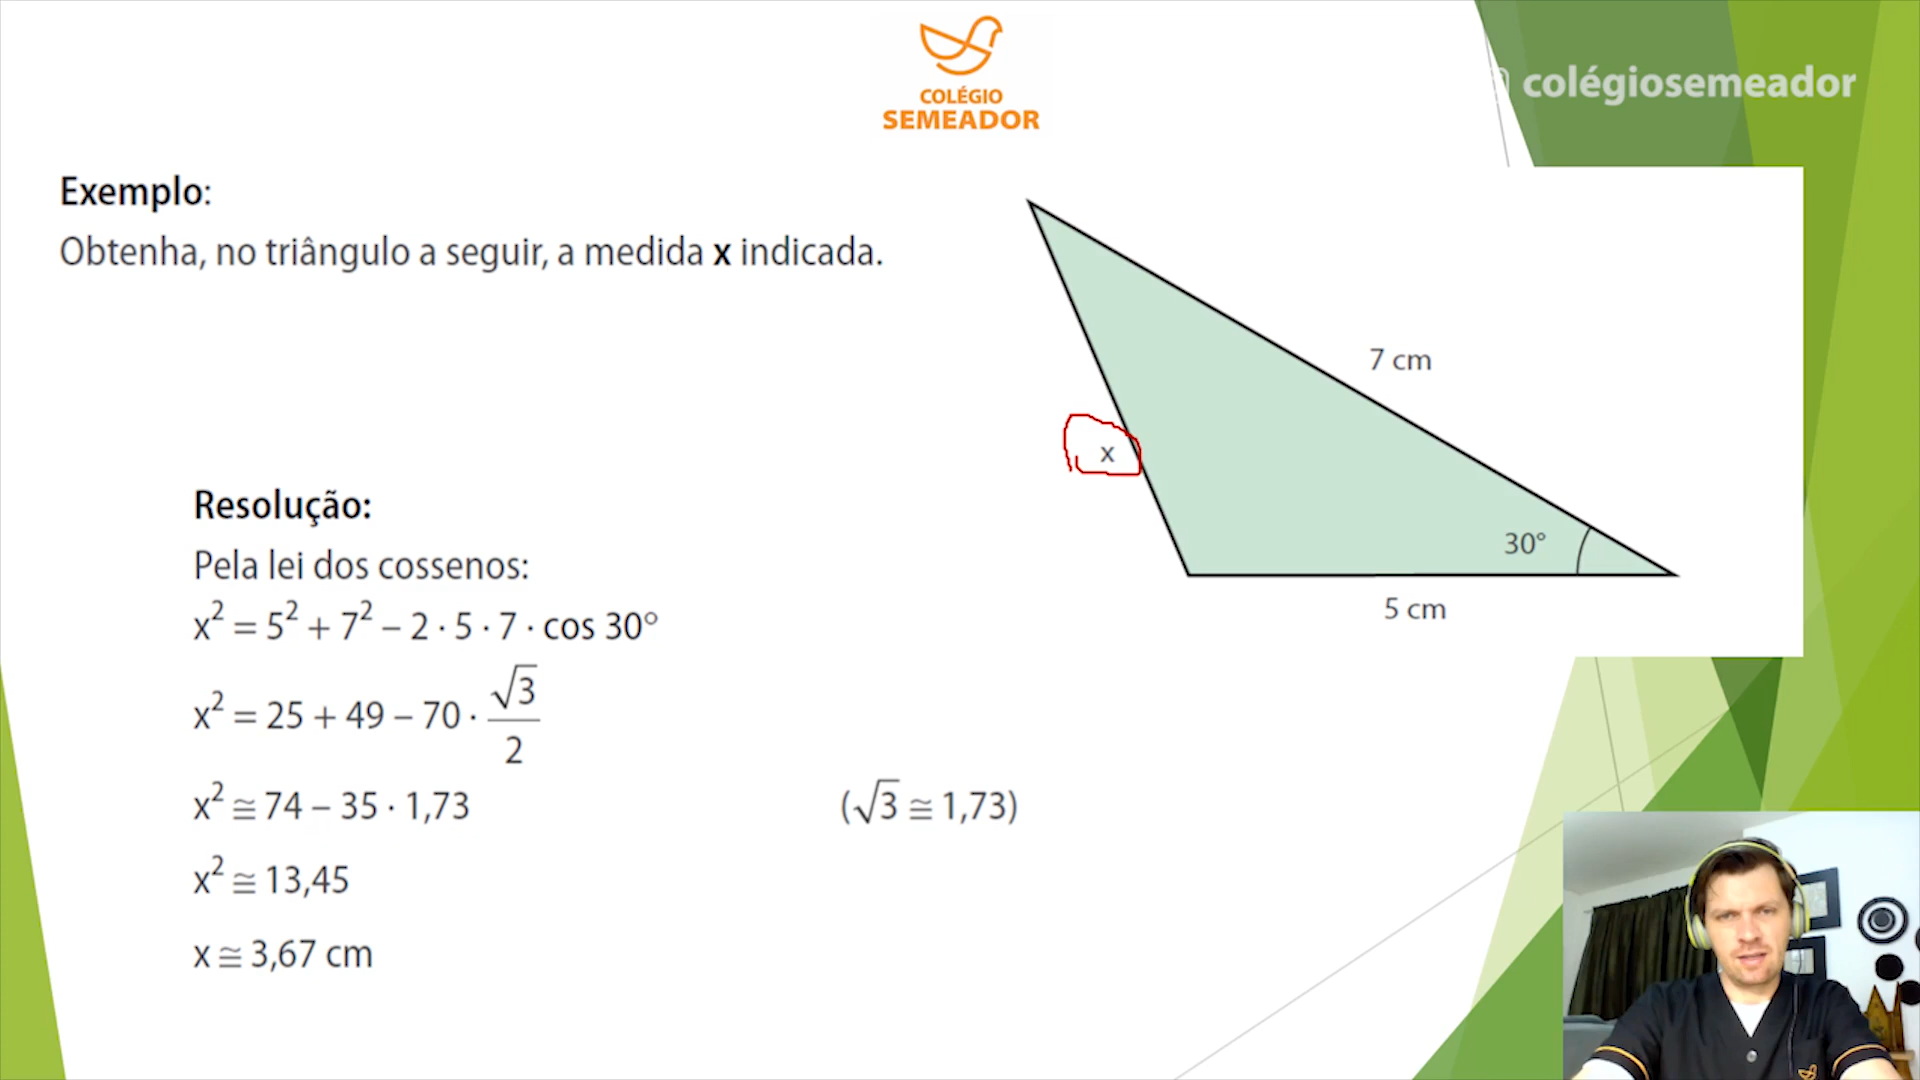 COLÉGIO
SEMEADOR
colégiosemeador
Exemplo:
Obtenha, no triângulo a seguir, a medida x indicada.
7 cm
x
30°
5 cm
Resolução:
Pela lei dos cossenos:
x² = 5² + 7² – 2 · 5 · 7 · cos 30°
x² = 25 + 49 – 70 · √3/2
x² ≅ 74 – 35 · 1,73 (√3 ≅ 1,73)
x² ≅ 13,45
x ≅ 3,67 cm